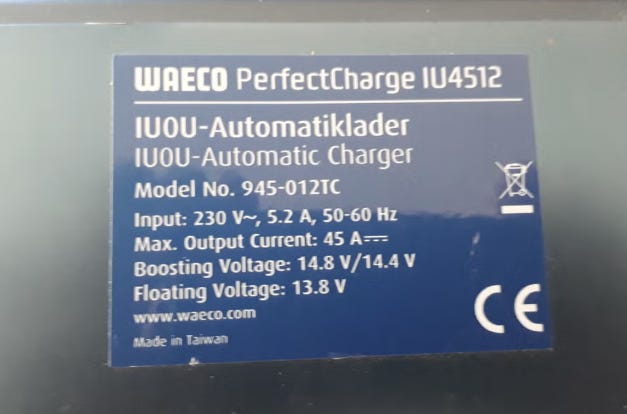 WAECO PerfectCharge IU4512
IU0U-Automatiklader
IU0U-Automatic Charger
Model No. 945-012TC
Input: 230 V~, 5.2 A, 50-60 Hz
Max. Output Current: 45 A⎓
Boosting Voltage: 14.8 V/14.4 V
Floating Voltage: 13.8 V
www.waeco.com
CE
Made in Taiwan